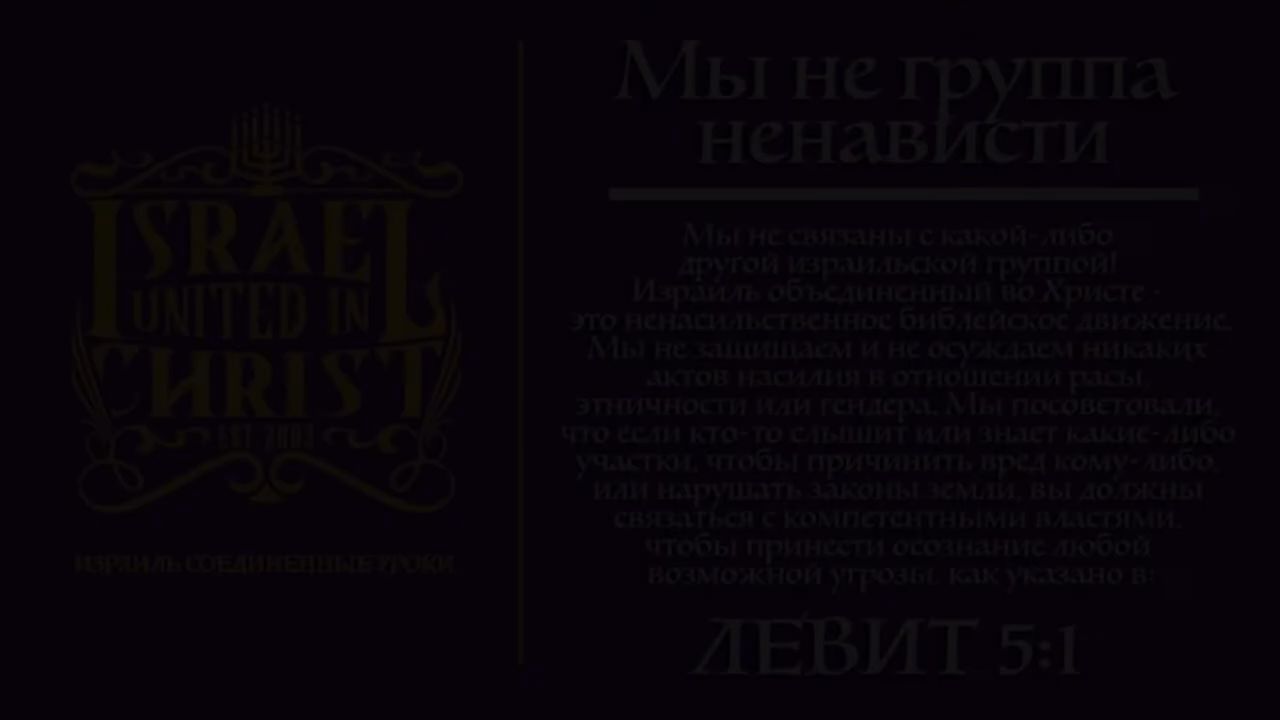 ISRAEL
UNITED IN
CHRIST
EST 2003
ИЗРАИЛЬ СОЕДИНЕННЫЕ УРОКИ
Мы не группа
ненависти
Мы не связаны с какой-либо
другой израильской группой!
Израиль объединенный во Христе -
это ненасильственное библейское движение.
Мы не защищаем и не осуждаем никаких
актов насилия в отношении расы,
этничности или гендера. Мы посоветовали,
что если кто-то слышит или знает какие-либо
участки, чтобы причинить вред кому-либо,
или нарушать законы земли, вы должны
связаться с компетентными властями,
чтобы принести осознание любой
возможной угрозы, как указано в:
ЛЕВИТ 5:1